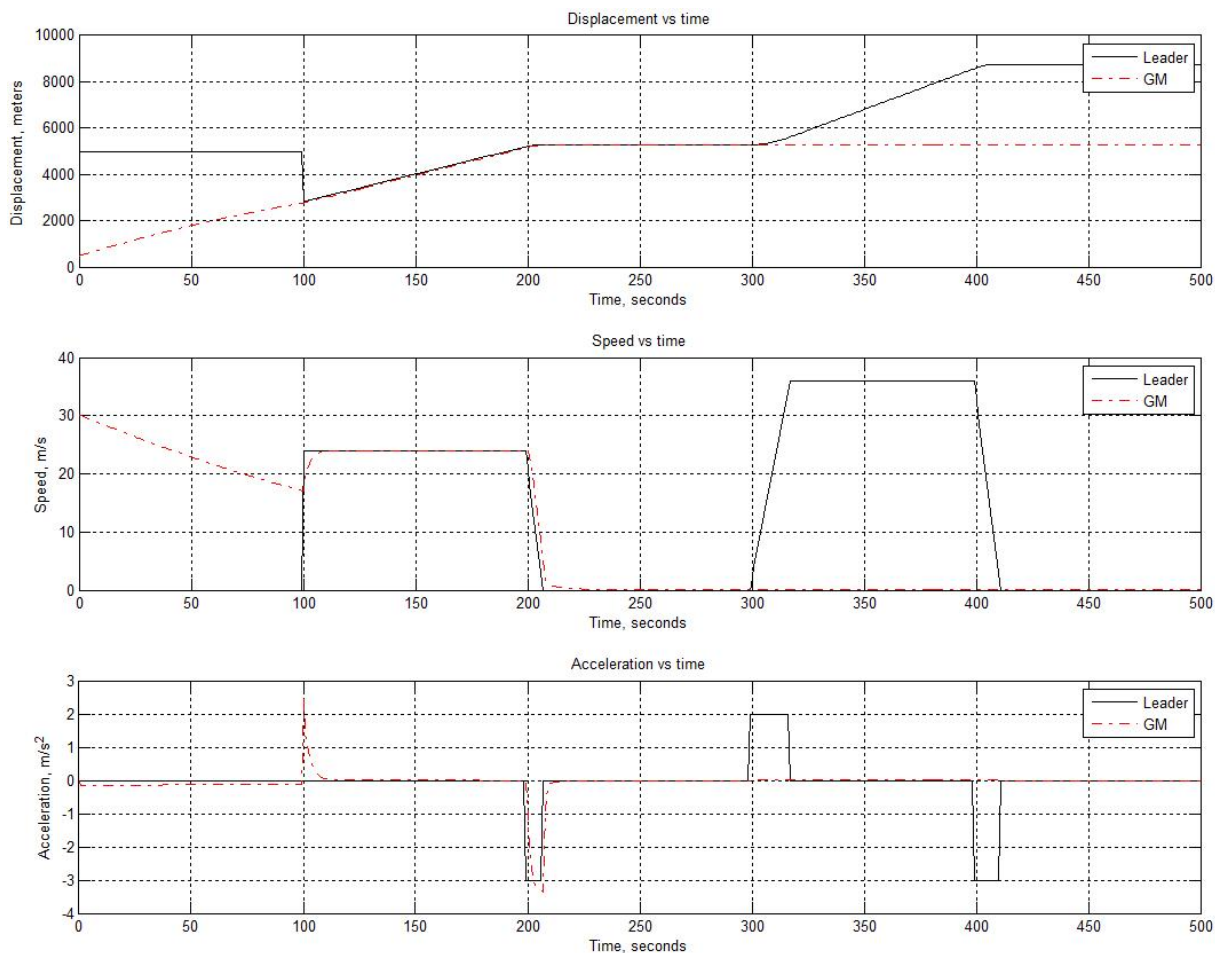 Displacement vs time
10000
8000
6000
4000
2000
0
Displacement, meters
Leader
GM
0 50 100 150 200 250 300 350 400 450 500
Time, seconds
Speed vs time
40
30
20
10
0
Speed, m/s
Leader
GM
0 50 100 150 200 250 300 350 400 450 500
Time, seconds
Acceleration vs time
3
2
1
0
-1
-2
-3
-4
Acceleration, m/s²
Leader
GM
0 50 100 150 200 250 300 350 400 450 500
Time, seconds